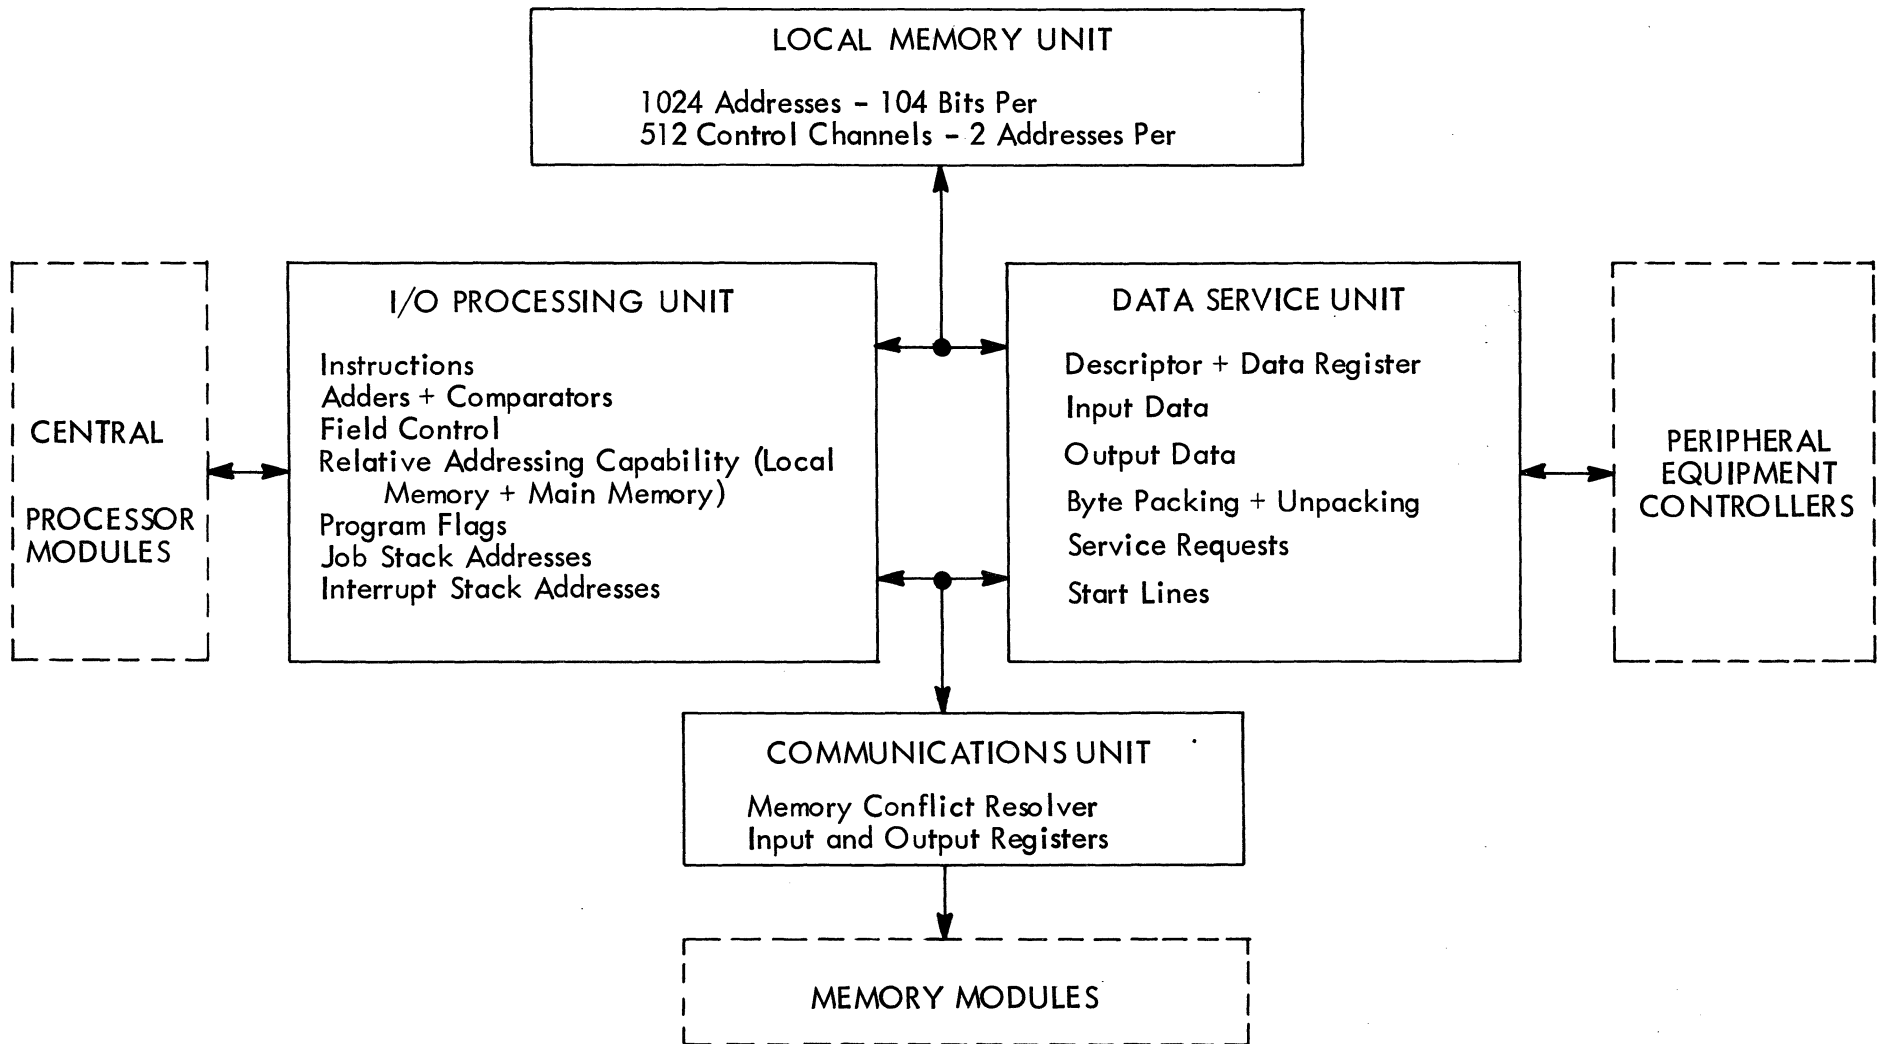 LOCAL MEMORY UNIT
1024 Addresses - 104 Bits Per
512 Control Channels - 2 Addresses Per
CENTRAL
PROCESSOR
MODULES
I/O PROCESSING UNIT
Instructions
Adders + Comparators
Field Control
Relative Addressing Capability (Local
Memory + Main Memory)
Program Flags
Job Stack Addresses
Interrupt Stack Addresses
DATA SERVICE UNIT
Descriptor + Data Register
Input Data
Output Data
Byte Packing + Unpacking
Service Requests
Start Lines
PERIPHERAL
EQUIPMENT
CONTROLLERS
COMMUNICATIONS UNIT
Memory Conflict Resolver
Input and Output Registers
MEMORY MODULES